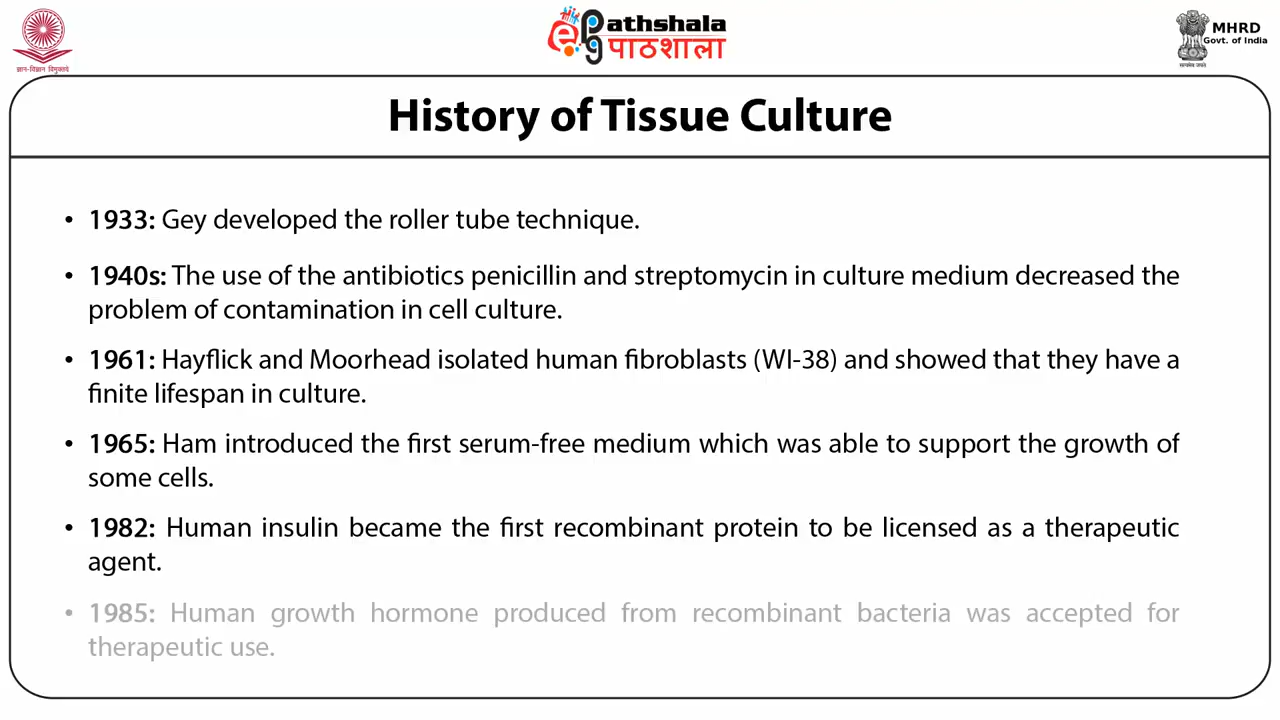 ज्ञान-विज्ञान विमुक्तये
epgathshala
पाठशाला
MHRD
Govt. of India
सत्यमेव जयते
History of Tissue Culture
• 1933: Gey developed the roller tube technique.
• 1940s: The use of the antibiotics penicillin and streptomycin in culture medium decreased the
problem of contamination in cell culture.
• 1961: Hayflick and Moorhead isolated human fibroblasts (WI-38) and showed that they have a
finite lifespan in culture.
• 1965: Ham introduced the first serum-free medium which was able to support the growth of
some cells.
• 1982: Human insulin became the first recombinant protein to be licensed as a therapeutic
agent.
• 1985: Human growth hormone produced from recombinant bacteria was accepted for
therapeutic use.